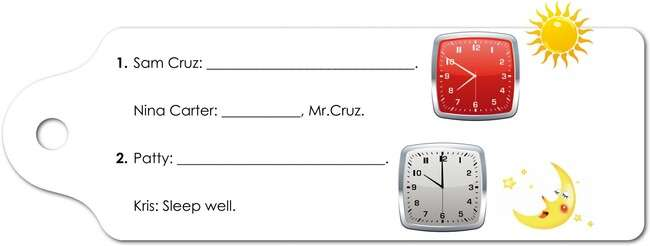 1. Sam Cruz: ____________________________.
Nina Carter: __________, Mr.Cruz.
2. Patty: ____________________________.
Kris: Sleep well.